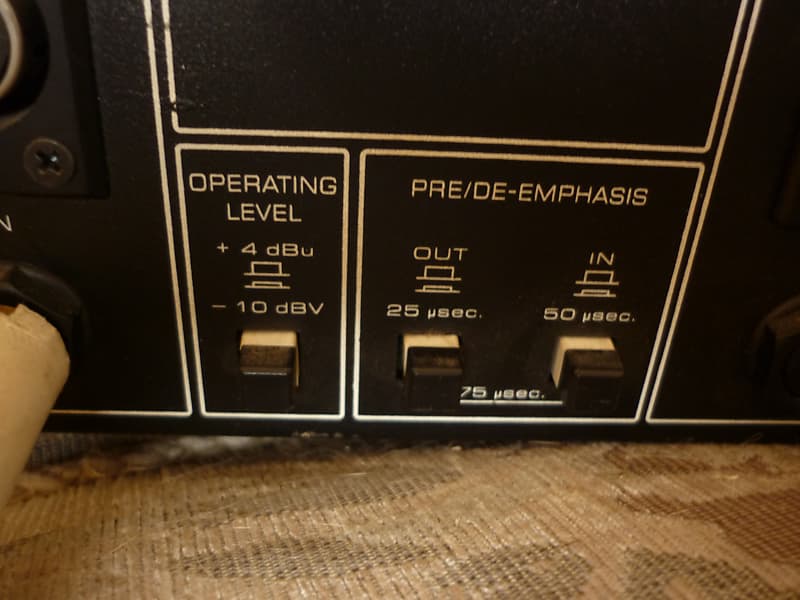 N
OPERATING
LEVEL
+ 4 dBu
– 10 dBV
PRE/DE-EMPHASIS
OUT
IN
25 µsec.
50 µsec.
75 µsec.